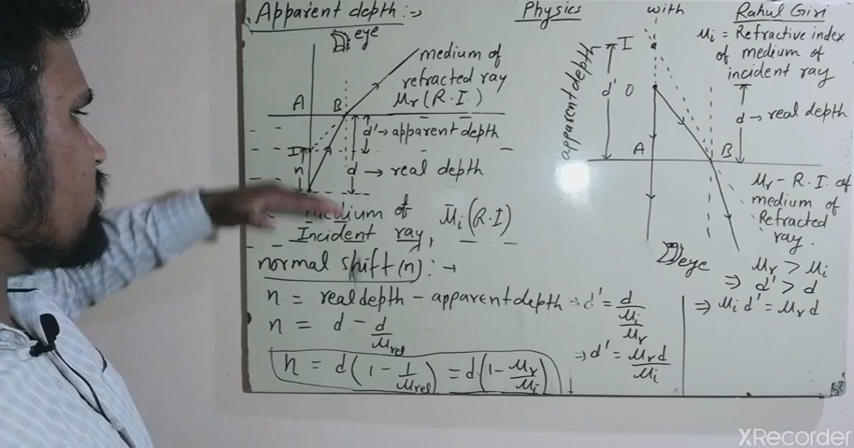 Apparent depth :→
Physics
with
Rahul Giri
eye
medium of
refracted ray
μr (R.I)
A
B
d' → apparent depth
I
n
d → real depth
medium of
Incident ray,
μi (R.I)
normal shift (n) :→
n = real depth - apparent depth
n = d - d/μrel
n = d(1 - 1/μrel) = d(1 - μr/μi)
→ d' = d/(μi/μr)
⇒ d' = μr d/μi
apparent depth
I
d'
O
A
B
eye
μi = Refractive index
of medium of
incident ray
d → real depth
μr - R.I. of
medium of
Refracted
ray.
μr > μi
⇒ d' > d
⇒ μi d' = μr d
XRecorder